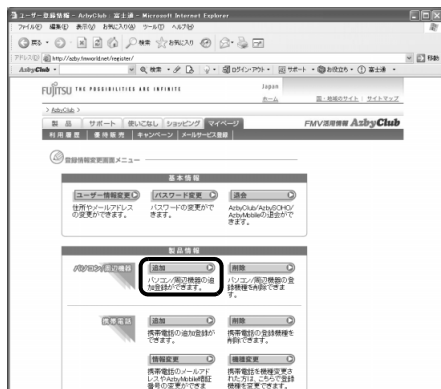 ユーザー登録情報 - AzbyClub : 富士通 - Microsoft Internet Explorer
ファイル(F) 編集(E) 表示(V) お気に入り(A) ツール(T) ヘルプ(H)
戻る 検索 お気に入り
アドレス(D) http://azby.fmworld.net/register/ 移動
AzbyClub 検索 ログイン・アウト サポート お役立ち 富士通
FUJITSU THE POSSIBILITIES ARE INFINITE Japan
ホーム 国・地域のサイト サイトマップ
> AzbyClub >
製品 サポート 使いこなし ショッピング マイページ FMV活用情報 AzbyClub
利用履歴 優待販売 キャンペーン メールサービス登録
登録情報変更画面メニュー
基本情報
ユーザー情報変更 パスワード変更 退会
住所やメールアドレスの変更ができます。
パスワードの変更ができます。
AzbyClub/AzbySOHO/AzbyMobileの退会ができます。
製品情報
パソコン/周辺機器 追加 削除
パソコン/周辺機器の追加登録ができます。
パソコン/周辺機器の登録機種を削除できます。
携帯電話 追加 削除
携帯電話の追加登録ができます。
携帯電話の登録機種を削除できます。
情報変更 機種変更
携帯電話のメールアドレスやAzbyMobile暗証番号の変更ができま
携帯電話を機種変更された方は、こちらで登録機種を変更できます。